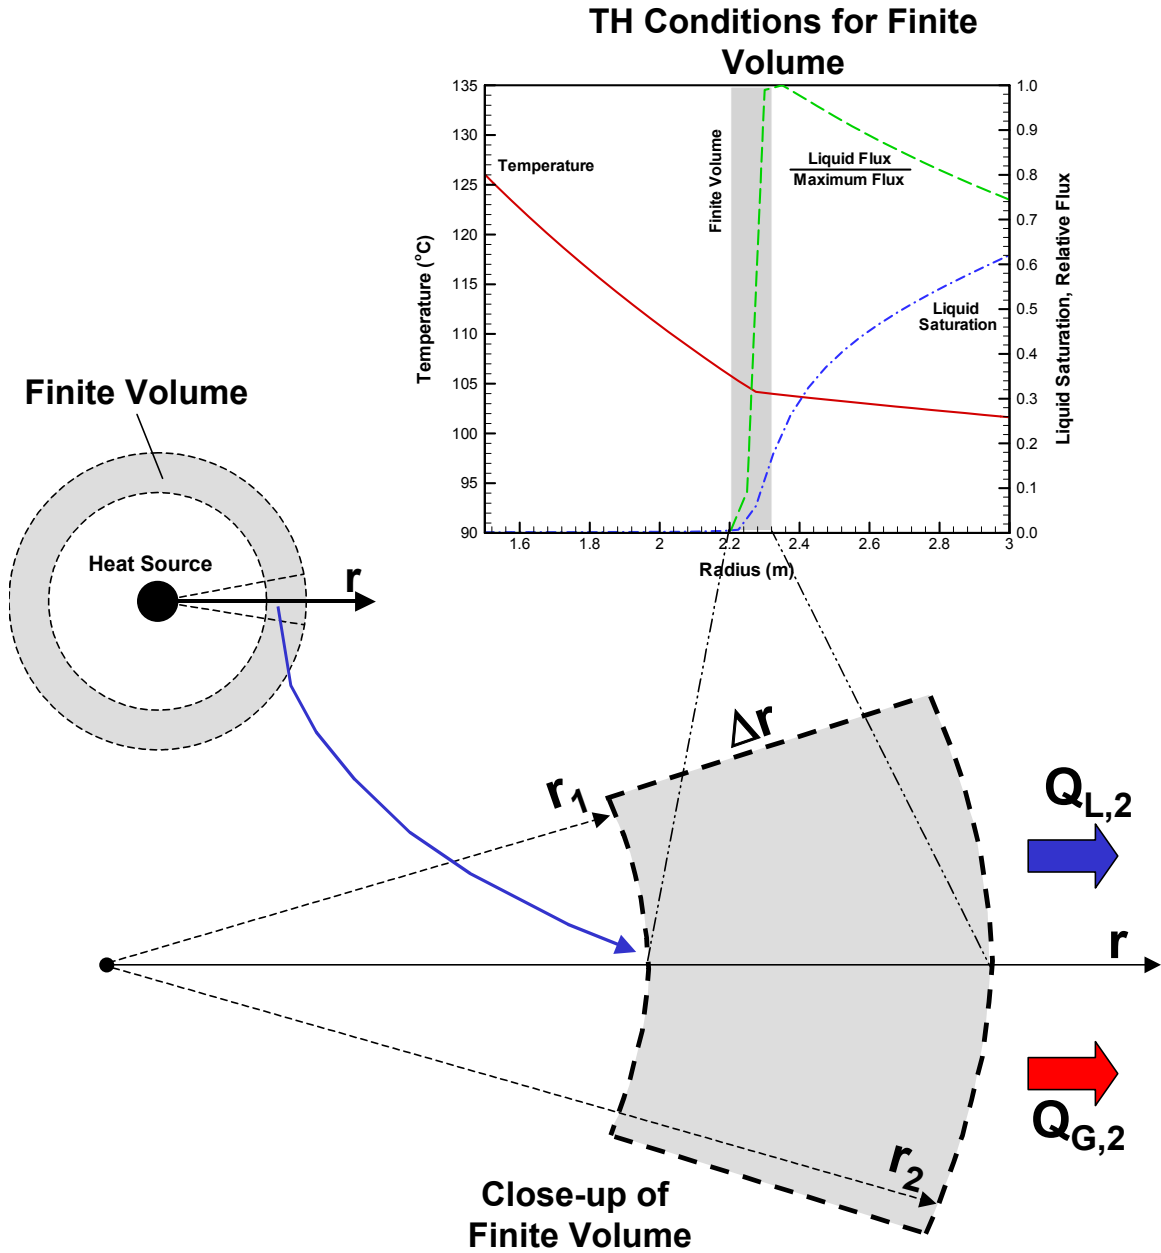 TH Conditions for Finite
Volume
135
130
125
120
115
110
105
100
95
90
Temperature (°C)
1.0
0.9
0.8
0.7
0.6
0.5
0.4
0.3
0.2
0.1
0.0
Liquid Saturation, Relative Flux
Temperature
Finite Volume
Liquid Flux
Maximum Flux
Liquid
Saturation
1.6 1.8 2 2.2 2.4 2.6 2.8 3
Radius (m)
Finite Volume
Heat Source
r
Δr
r1
QL,2
r
QG,2
r2
Close-up of
Finite Volume